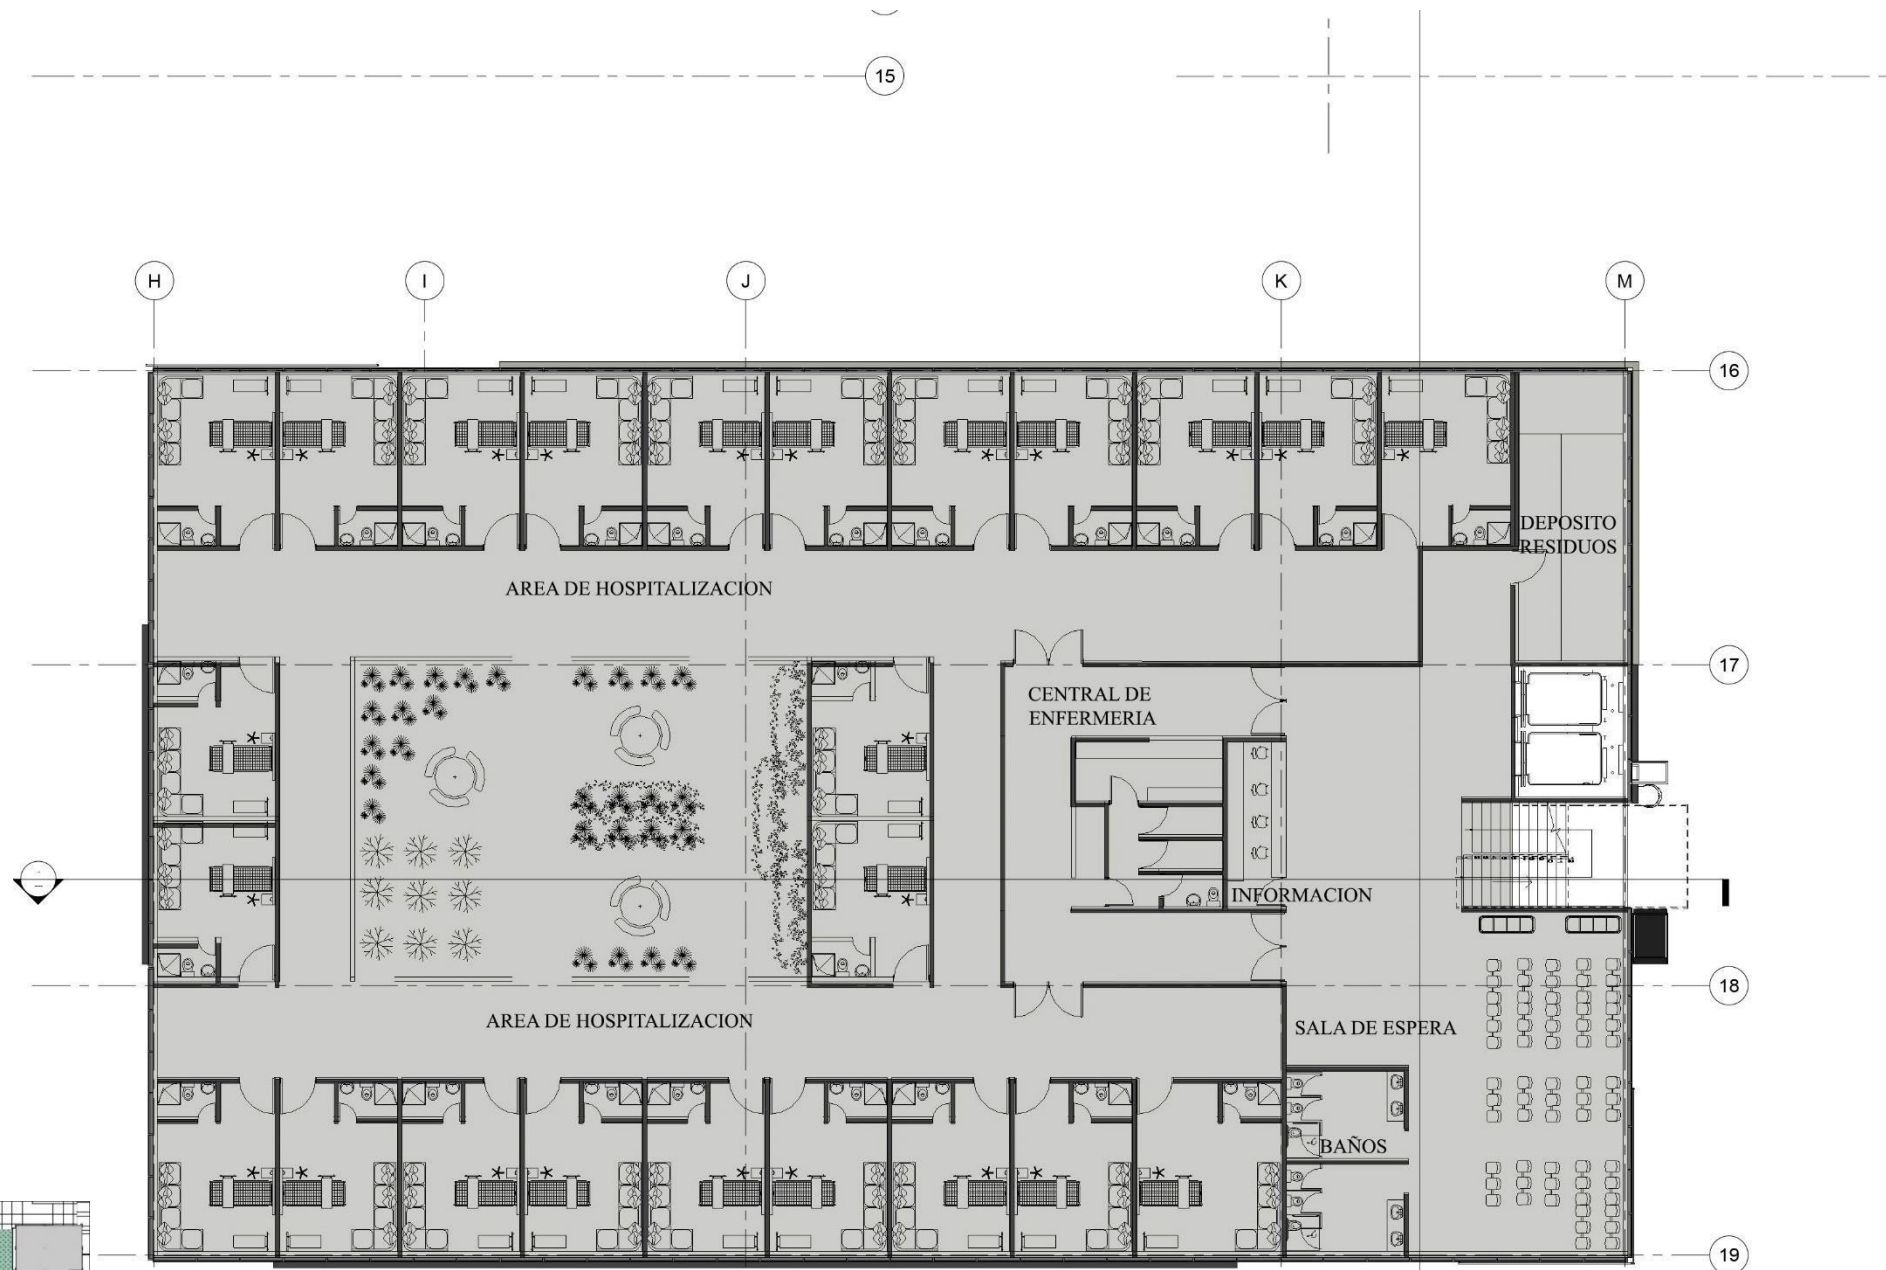 15
H
I
J
K
M
16
DEPOSITO
RESIDUOS
AREA DE HOSPITALIZACION
17
CENTRAL DE
ENFERMERIA
INFORMACION
18
AREA DE HOSPITALIZACION
SALA DE ESPERA
BAÑOS
19